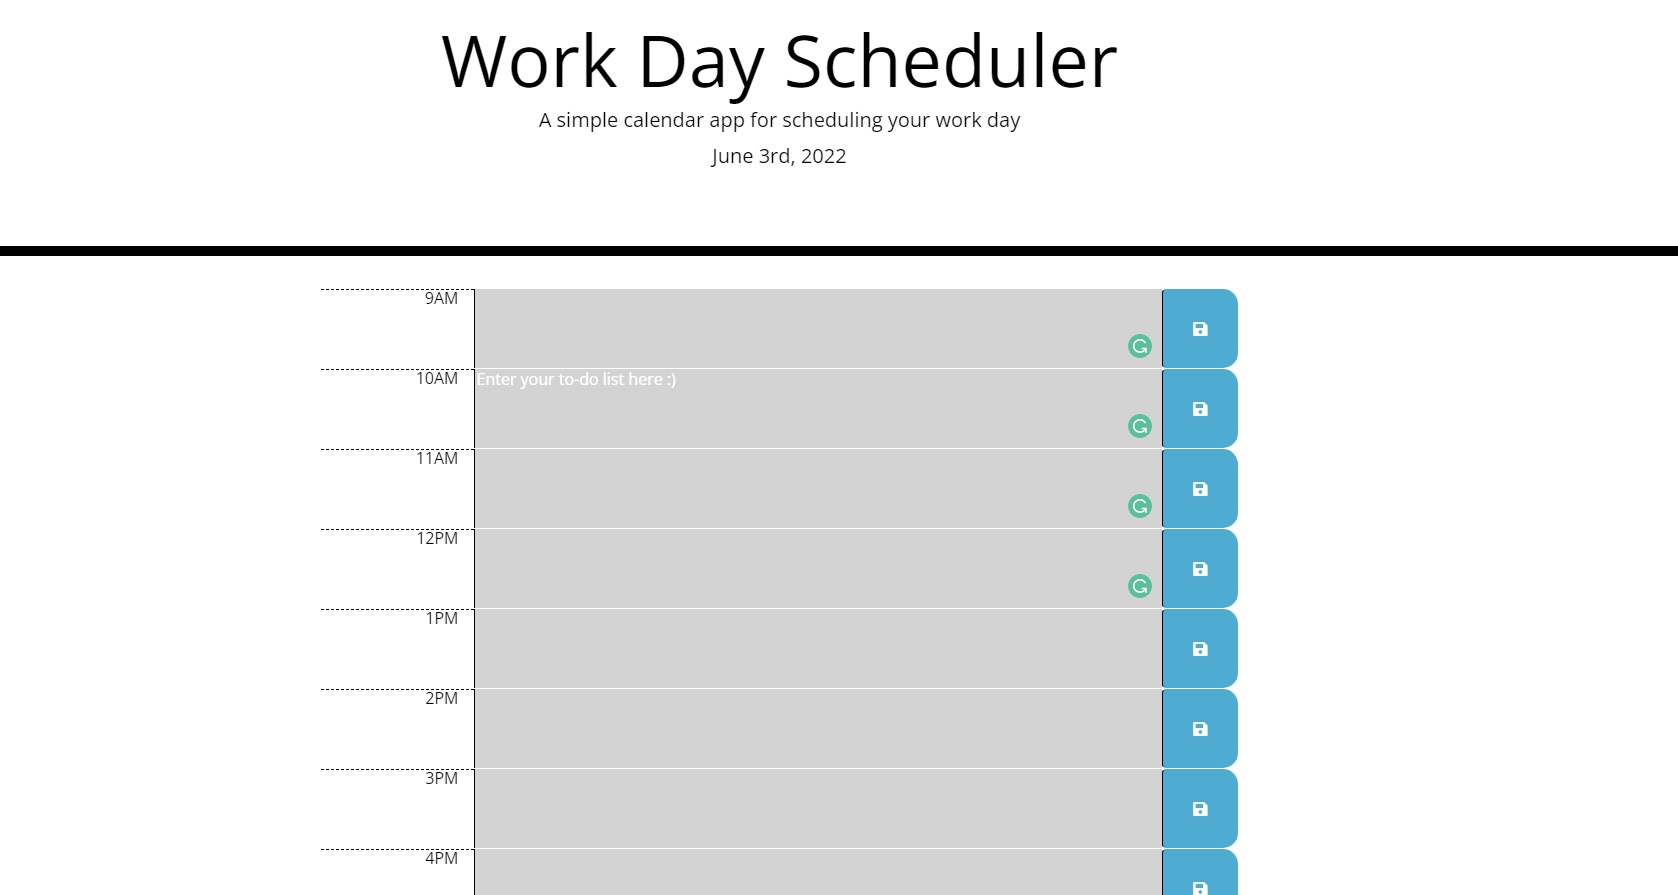 Work Day Scheduler
A simple calendar app for scheduling your work day
June 3rd, 2022
9AM
10AM Enter your to-do list here :)
11AM
12PM
1PM
2PM
3PM
4PM